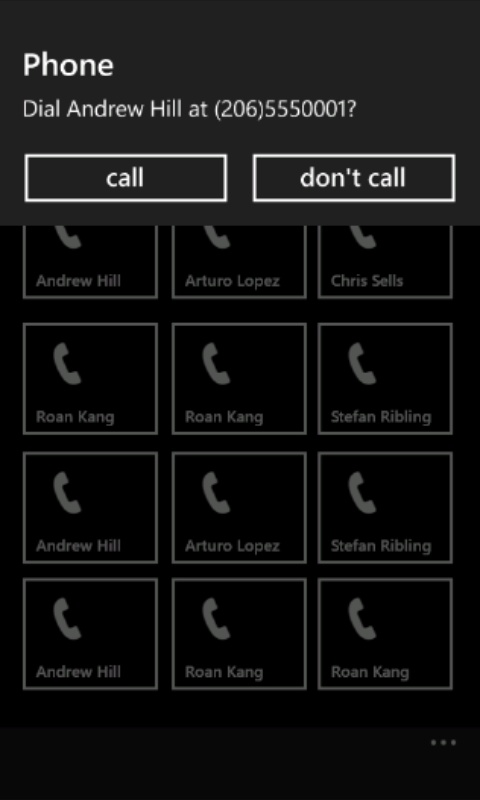 Phone
Dial Andrew Hill at (206)5550001?
call don't call
Andrew Hill Arturo Lopez Chris Sells
Roan Kang Roan Kang Stefan Ribling
Andrew Hill Arturo Lopez Stefan Ribling
Andrew Hill Roan Kang Roan Kang